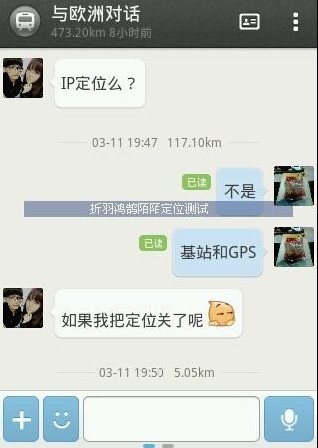 与欧洲对话
473.20km 8小时前
IP定位么？
03-11 19:47 117.10km
已读
不是
折羽鸿鹄陌陌定位测试
已读
基站和GPS
如果我把定位关了呢
03-11 19:50 5.05km